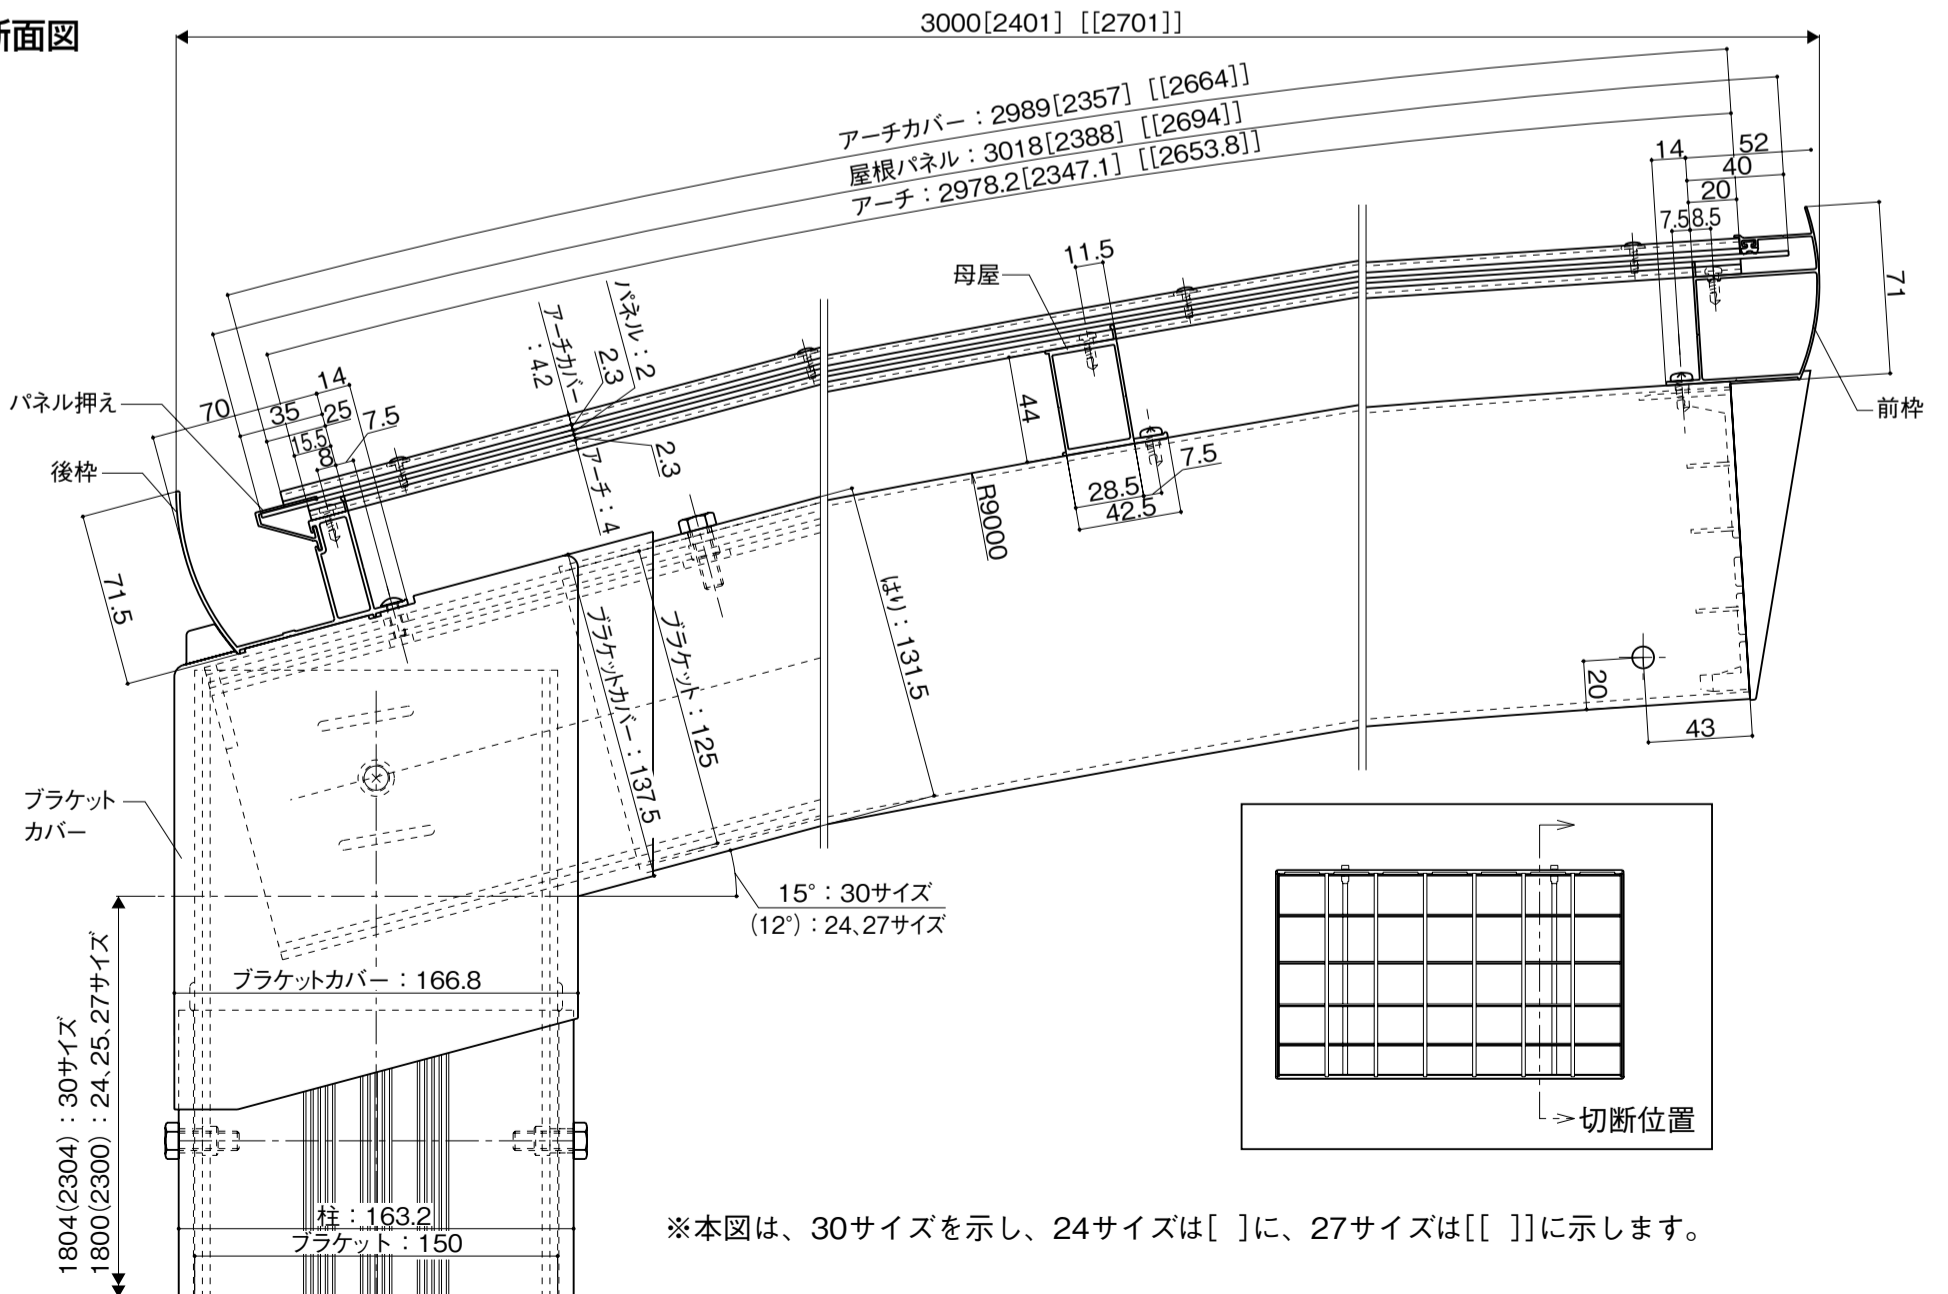 断面図
3000[2401] [[2701]]
アーチカバー：2989[2357] [[2664]]
屋根パネル：3018[2388] [[2694]]
アーチ：2978.2[2347.1] [[2653.8]]
14
52
40
20
7.5
8.5
71
前枠
11.5
母屋
パネル：2
2.3
アーチカバー
：4.2
2.3
アーチ：4
44
28.5
7.5
42.5
R9000
パネル押え
70
35
14
25
15.5
8
7.5
後枠
71.5
はり：131.5
ブラケット：125
ブラケットカバー：137.5
20
43
ブラケット
カバー
15°：30サイズ
(12°)：24、27サイズ
ブラケットカバー：166.8
1804(2304)：30サイズ
1800(2300)：24、25、27サイズ
切断位置
柱：163.2
ブラケット：150
※本図は、30サイズを示し、24サイズは[ ]に、27サイズは[[ ]]に示します。